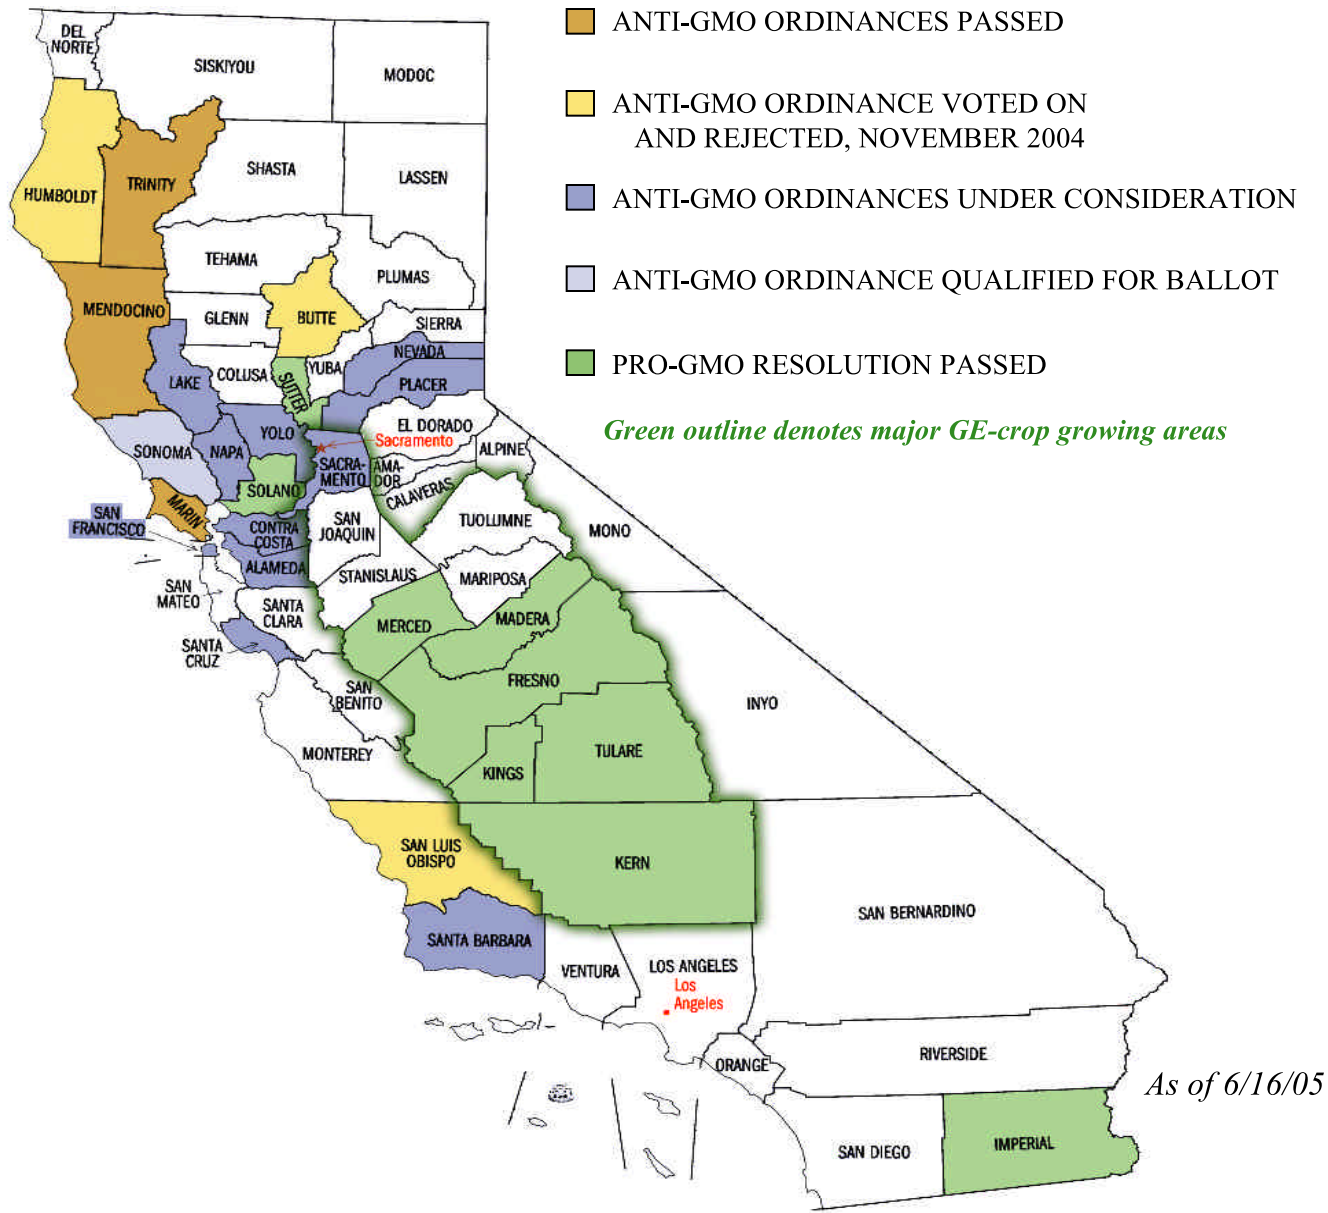 ANTI-GMO ORDINANCES PASSED
ANTI-GMO ORDINANCE VOTED ON
AND REJECTED, NOVEMBER 2004
ANTI-GMO ORDINANCES UNDER CONSIDERATION
ANTI-GMO ORDINANCE QUALIFIED FOR BALLOT
PRO-GMO RESOLUTION PASSED
Green outline denotes major GE-crop growing areas
DEL
NORTE
SISKIYOU
MODOC
HUMBOLDT
TRINITY
SHASTA
LASSEN
TEHAMA
PLUMAS
MENDOCINO
GLENN
BUTTE
SIERRA
NEVADA
LAKE
COLUSA
SUTTER
YUBA
PLACER
SONOMA
NAPA
YOLO
EL DORADO
Sacramento
SACRA-
MENTO
AMA-
DOR
ALPINE
SOLANO
CALAVERAS
MARIN
SAN
FRANCISCO
CONTRA
COSTA
SAN
JOAQUIN
TUOLUMNE
MONO
ALAMEDA
STANISLAUS
MARIPOSA
SAN
MATEO
SANTA
CLARA
MERCED
MADERA
SANTA
CRUZ
SAN
BENITO
FRESNO
INYO
MONTEREY
KINGS
TULARE
SAN LUIS
OBISPO
KERN
SAN BERNARDINO
SANTA BARBARA
VENTURA
LOS ANGELES
Los
Angeles
ORANGE
RIVERSIDE
As of 6/16/05
SAN DIEGO
IMPERIAL